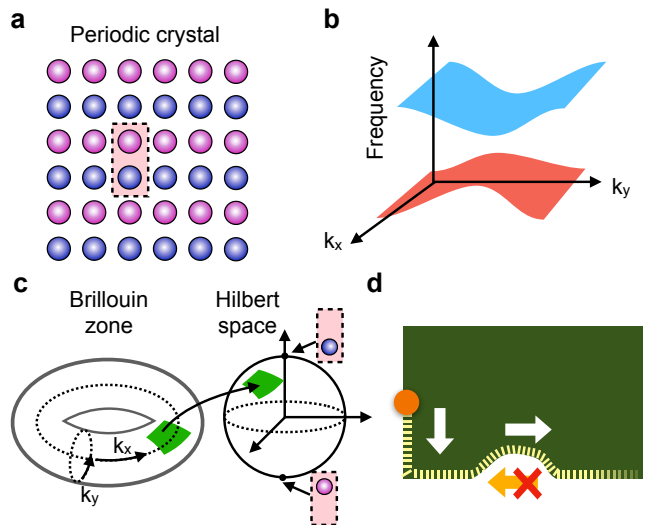 a
Periodic crystal
b
Frequency
k_y
k_x
c
Brillouin
zone
Hilbert
space
k_x
k_y
d